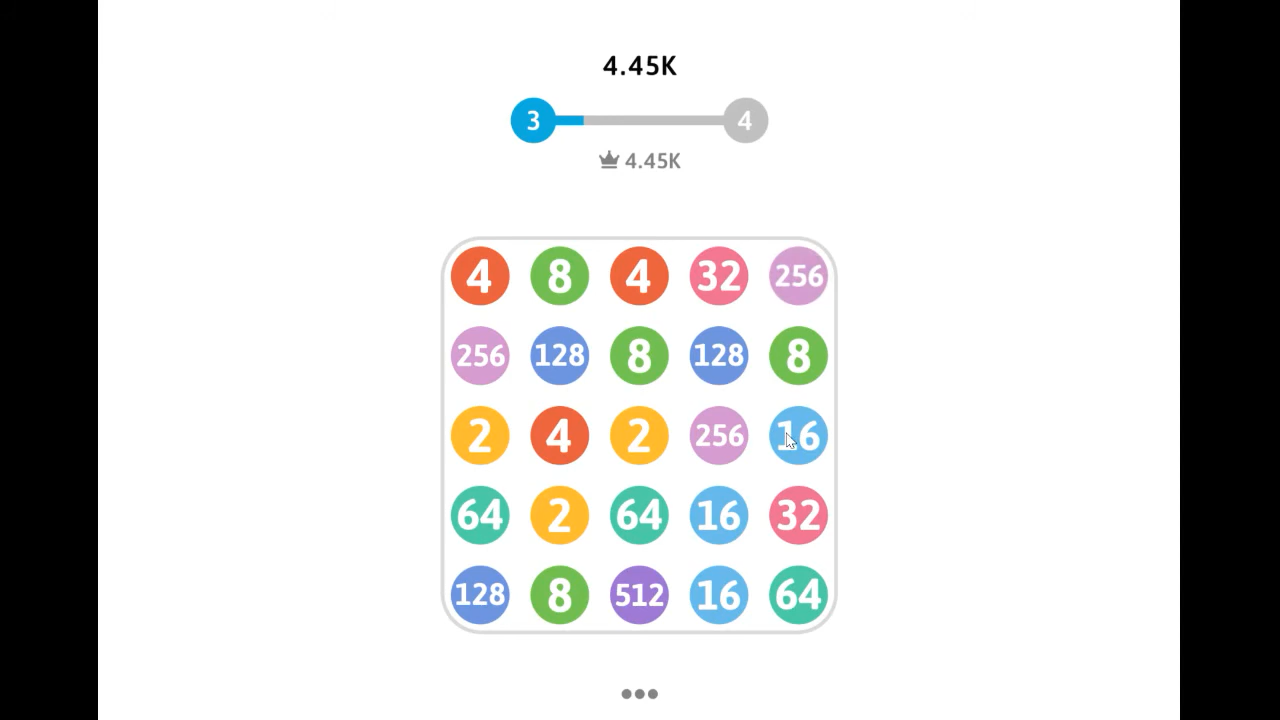 4.45K
3 4
4.45K
4 8 4 32 256
256 128 8 128 8
2 4 2 256 16
64 2 64 16 32
128 8 512 16 64